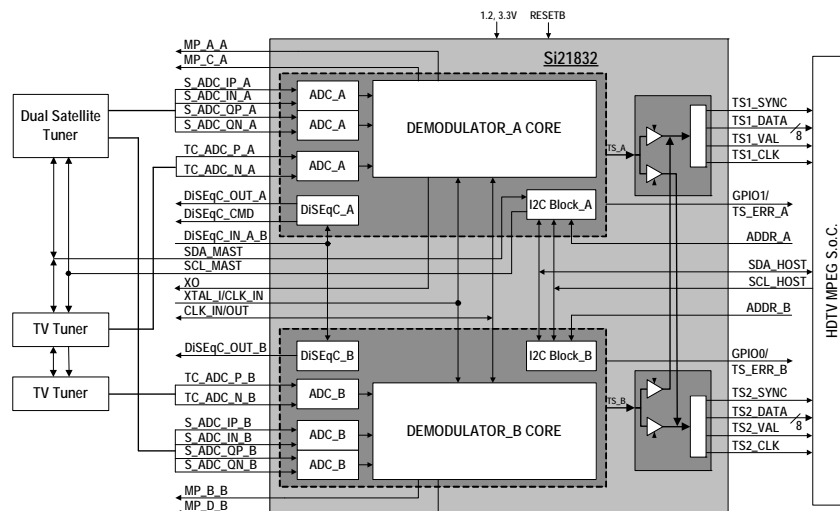 1.2, 3.3V RESETB
Si21832
MP_A_A
MP_C_A
S_ADC_IP_A
S_ADC_IN_A
S_ADC_QP_A
S_ADC_QN_A
TC_ADC_P_A
TC_ADC_N_A
DiSEqC_OUT_A
DiSEqC_CMD
DiSEqC_IN_A_B
SDA_MAST
SCL_MAST
XO
XTAL_I/CLK_IN
CLK_IN/OUT
DiSEqC_OUT_B
TC_ADC_P_B
TC_ADC_N_B
S_ADC_IP_B
S_ADC_IN_B
S_ADC_QP_B
S_ADC_QN_B
MP_B_B
MP_D_B
Dual Satellite
Tuner
TV Tuner
TV Tuner
ADC_A
ADC_A
ADC_A
DEMODULATOR_A CORE
DiSEqC_A
I2C Block_A
TS_A
DiSEqC_B
I2C Block_B
ADC_B
ADC_B
ADC_B
DEMODULATOR_B CORE
TS_B
TS1_SYNC
TS1_DATA
8
TS1_VAL
TS1_CLK
GPIO1/
TS_ERR_A
ADDR_A
SDA_HOST
SCL_HOST
ADDR_B
GPIO0/
TS_ERR_B
TS2_SYNC
TS2_DATA
8
TS2_VAL
TS2_CLK
HDTV MPEG S.o.C.